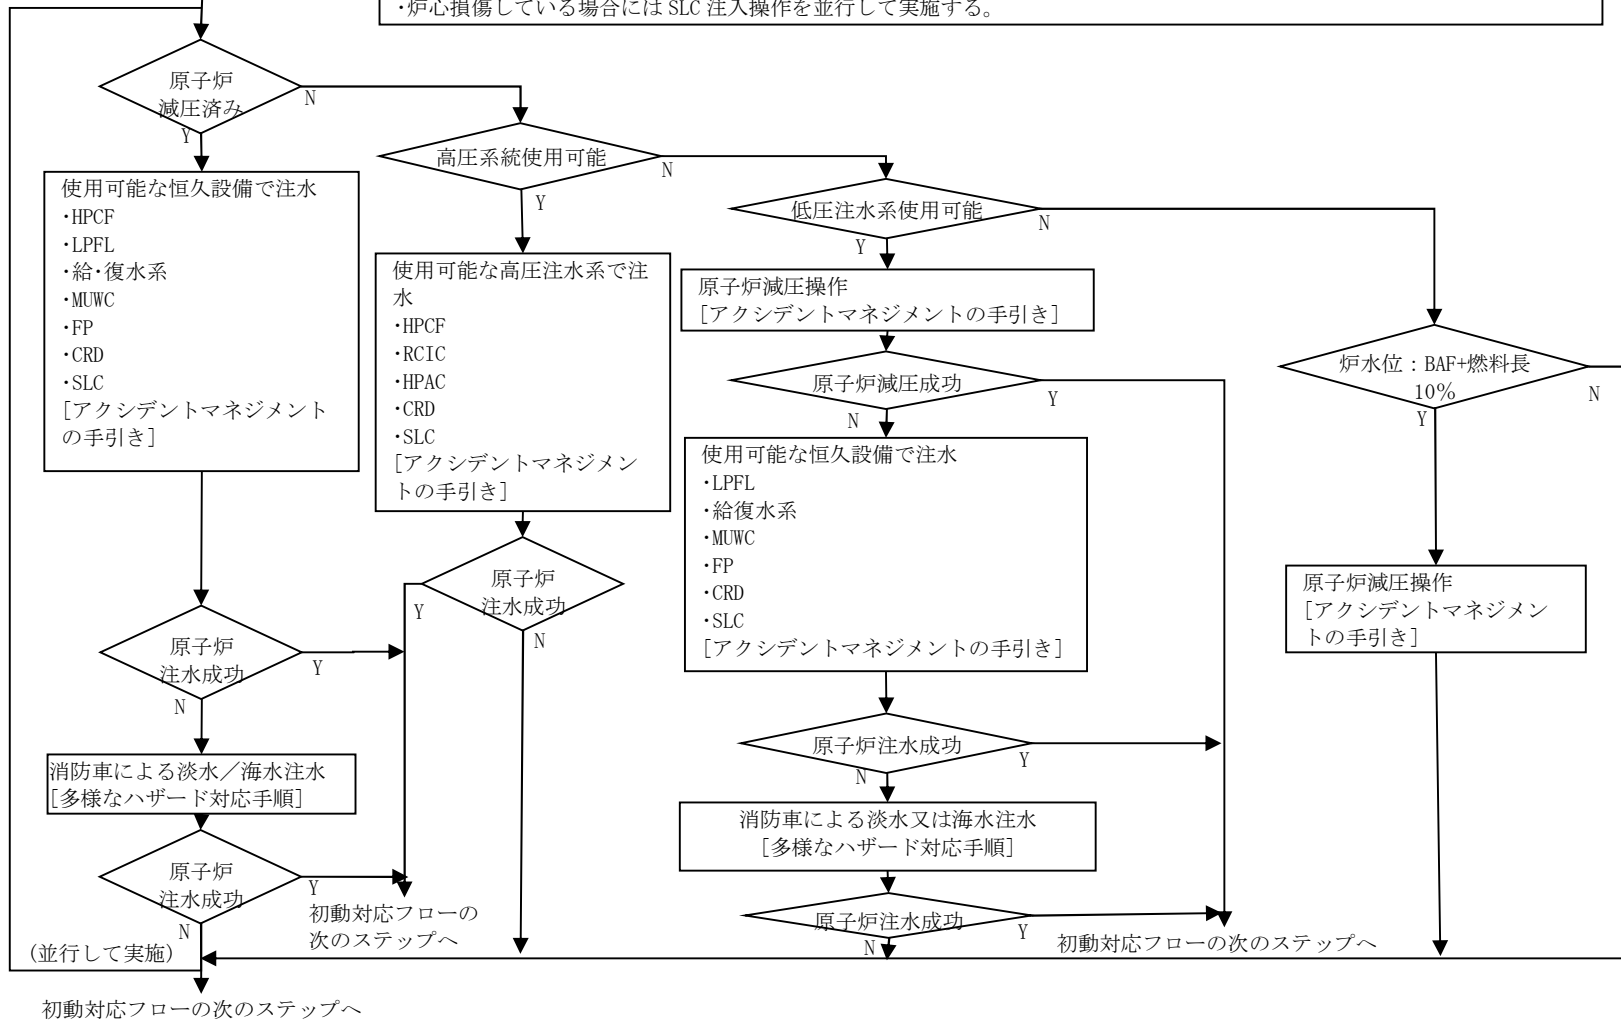 ・炉心損傷している場合には SLC 注入操作を並行して実施する。
原子炉
減圧済み
N
Y
使用可能な恒久設備で注水
・HPCF
・LPFL
・給・復水系
・MUWC
・FP
・CRD
・SLC
[アクシデントマネジメント
の手引き]
原子炉
注水成功
Y
N
消防車による淡水／海水注水
[多様なハザード対応手順]
原子炉
注水成功
Y
N
(並行して実施)
初動対応フローの次のステップへ
高圧系統使用可能
N
Y
使用可能な高圧注水系で注
水
・HPCF
・RCIC
・HPAC
・CRD
・SLC
[アクシデントマネジメン
トの手引き]
原子炉
注水成功
Y
N
初動対応フローの
次のステップへ
低圧注水系使用可能
N
Y
原子炉減圧操作
[アクシデントマネジメントの手引き]
原子炉減圧成功
Y
N
使用可能な恒久設備で注水
・LPFL
・給復水系
・MUWC
・FP
・CRD
・SLC
[アクシデントマネジメントの手引き]
原子炉注水成功
Y
N
消防車による淡水又は海水注水
[多様なハザード対応手順]
原子炉注水成功
Y
N
初動対応フローの次のステップへ
炉水位：BAF+燃料長
10%
N
Y
原子炉減圧操作
[アクシデントマネジメン
トの手引き]